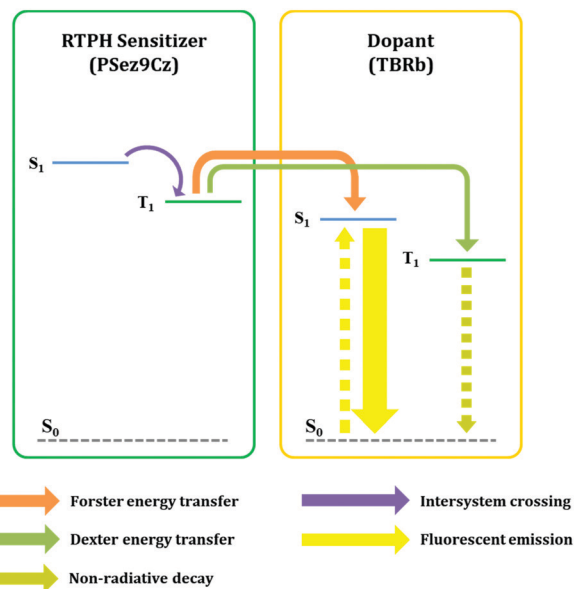 RTPH Sensitizer
(PSez9Cz)
Dopant
(TBRb)
S₁
T₁
S₁
T₁
S₀
S₀
Forster energy transfer
Intersystem crossing
Dexter energy transfer
Fluorescent emission
Non-radiative decay